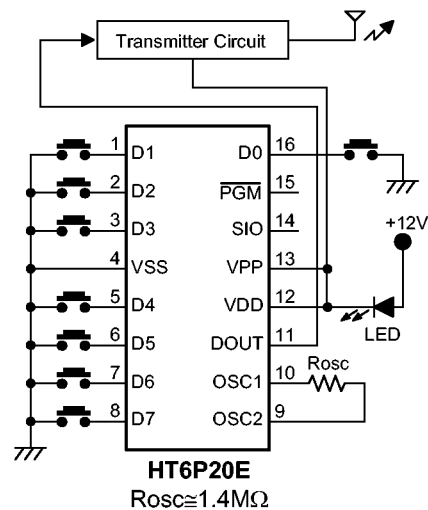 Transmitter Circuit
1 D1 D0 16
2 D2 PGM 15
3 D3 SIO 14
+12V
4 VSS VPP 13
5 D4 VDD 12
LED
6 D5 DOUT 11
Rosc
7 D6 OSC1 10
8 D7 OSC2 9
HT6P20E
Rosc≅1.4MΩ